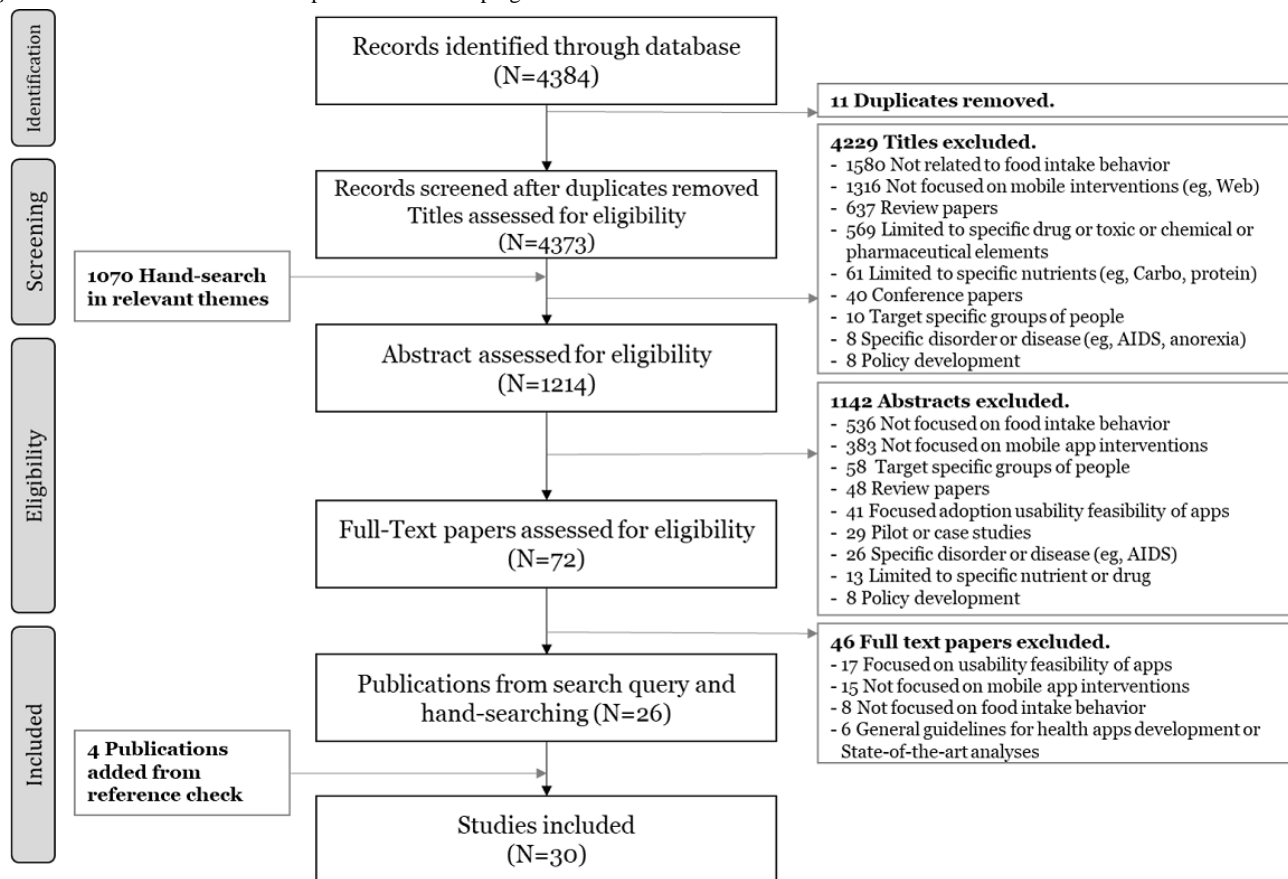 Identification
Records identified through database
(N=4384)
11 Duplicates removed.
Screening
Records screened after duplicates removed
Titles assessed for eligibility
(N=4373)
4229 Titles excluded.
- 1580 Not related to food intake behavior
- 1316 Not focused on mobile interventions (eg, Web)
- 637 Review papers
- 569 Limited to specific drug or toxic or chemical or
pharmaceutical elements
- 61 Limited to specific nutrients (eg, Carbo, protein)
- 40 Conference papers
- 10 Target specific groups of people
- 8 Specific disorder or disease (eg, AIDS, anorexia)
- 8 Policy development
1070 Hand-search
in relevant themes
Eligibility
Abstract assessed for eligibility
(N=1214)
1142 Abstracts excluded.
- 536 Not focused on food intake behavior
- 383 Not focused on mobile app interventions
- 58 Target specific groups of people
- 48 Review papers
- 41 Focused adoption usability feasibility of apps
- 29 Pilot or case studies
- 26 Specific disorder or disease (eg, AIDS)
- 13 Limited to specific nutrient or drug
- 8 Policy development
Full-Text papers assessed for eligibility
(N=72)
46 Full text papers excluded.
- 17 Focused on usability feasibility of apps
- 15 Not focused on mobile app interventions
- 8 Not focused on food intake behavior
- 6 General guidelines for health apps development or
State-of-the-art analyses
Included
Publications from search query and
hand-searching (N=26)
4 Publications
added from
reference check
Studies included
(N=30)